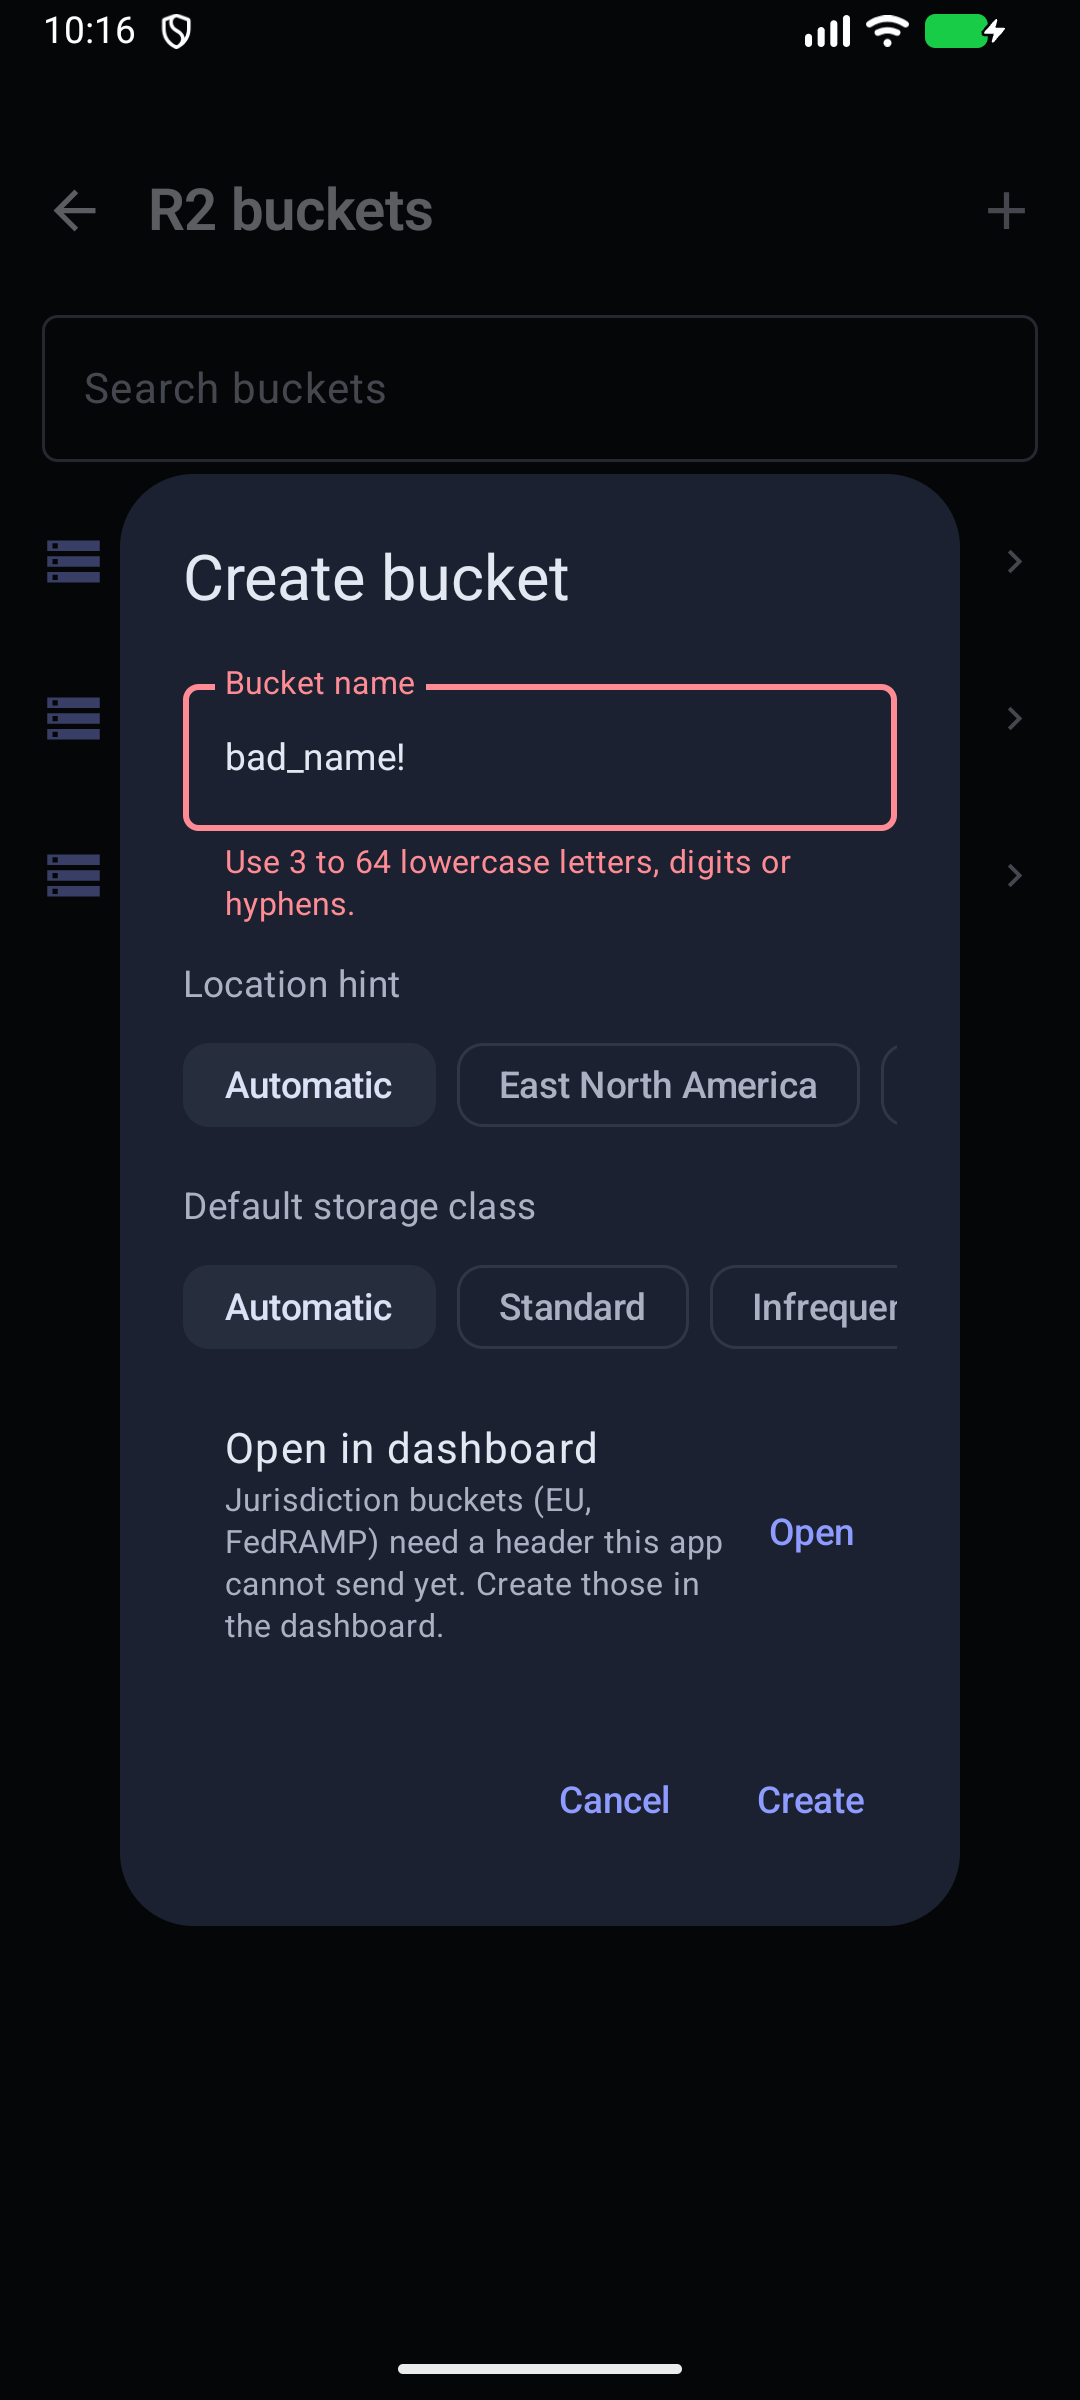 10:16
R2 buckets
Search buckets
Create bucket
Bucket name
bad_name!
Use 3 to 64 lowercase letters, digits or
hyphens.
Location hint
Automatic
East North America
Default storage class
Automatic
Standard
Open in dashboard
Jurisdiction buckets (EU,
FedRAMP) need a header this app
cannot send yet. Create those in
the dashboard.
Open
Cancel
Create